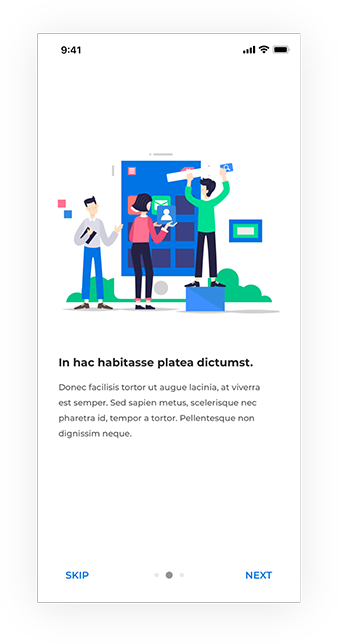 9:41
In hac habitasse platea dictumst.
Donec facilisis tortor ut augue lacinia, at viverra
est semper. Sed sapien metus, scelerisque nec
pharetra id, tempor a tortor. Pellentesque non
dignissim neque.
SKIP
NEXT